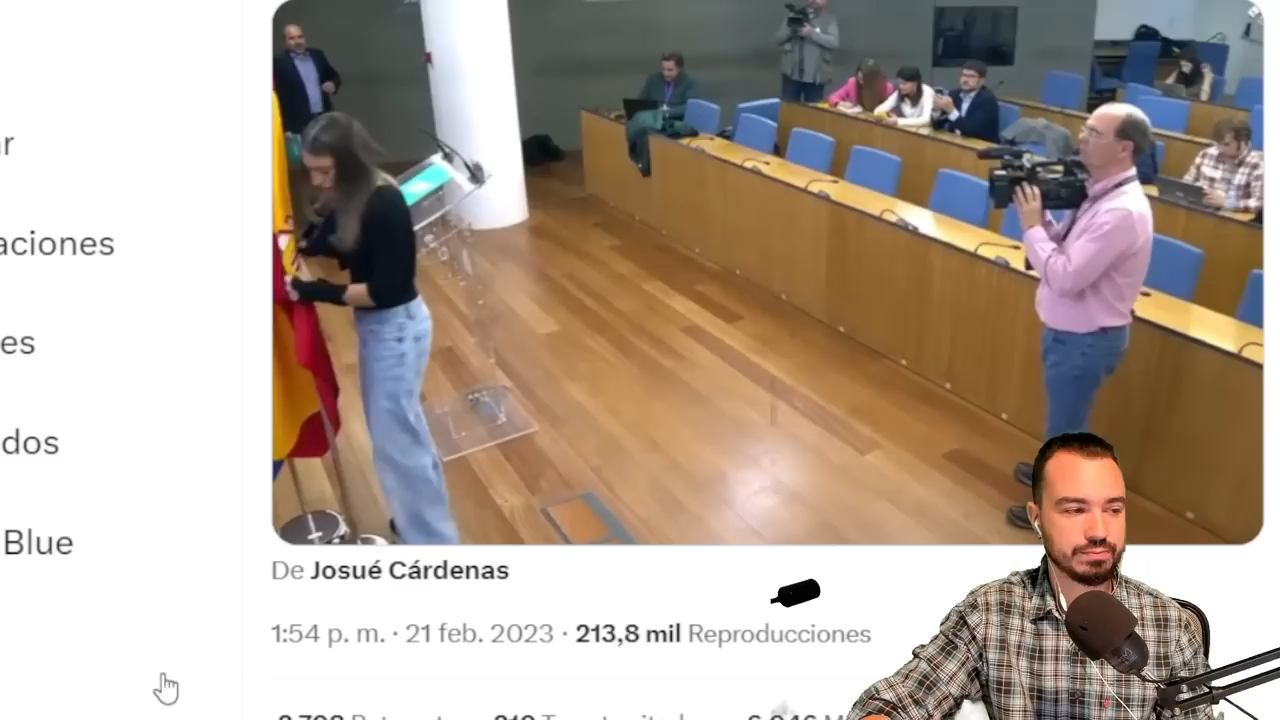 r
aciones
es
dos
Blue
De Josué Cárdenas
1:54 p. m. · 21 feb. 2023 · 213,8 mil Reproducciones